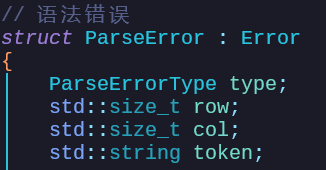 // 语法错误
struct ParseError : Error
{
    ParseErrorType type;
    std::size_t row;
    std::size_t col;
    std::string token;